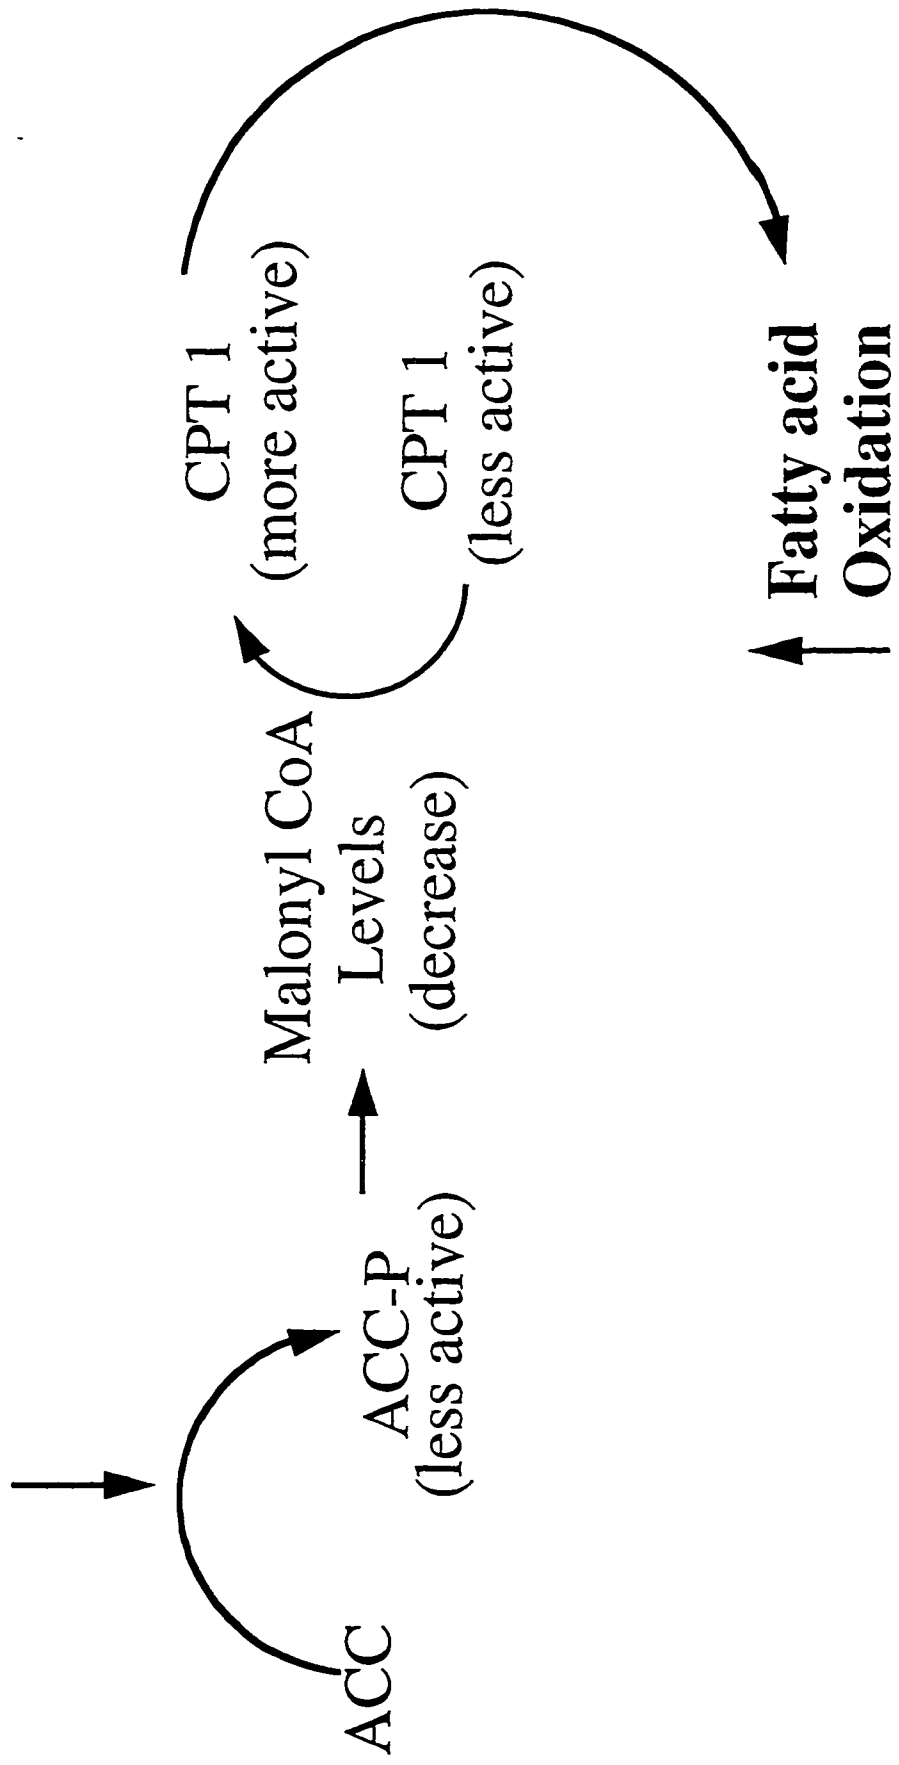 ACC
ACC-P
(less active)
Malonyl CoA
Levels
(decrease)
CPT 1
(more active)
CPT 1
(less active)
Fatty acid
Oxidation